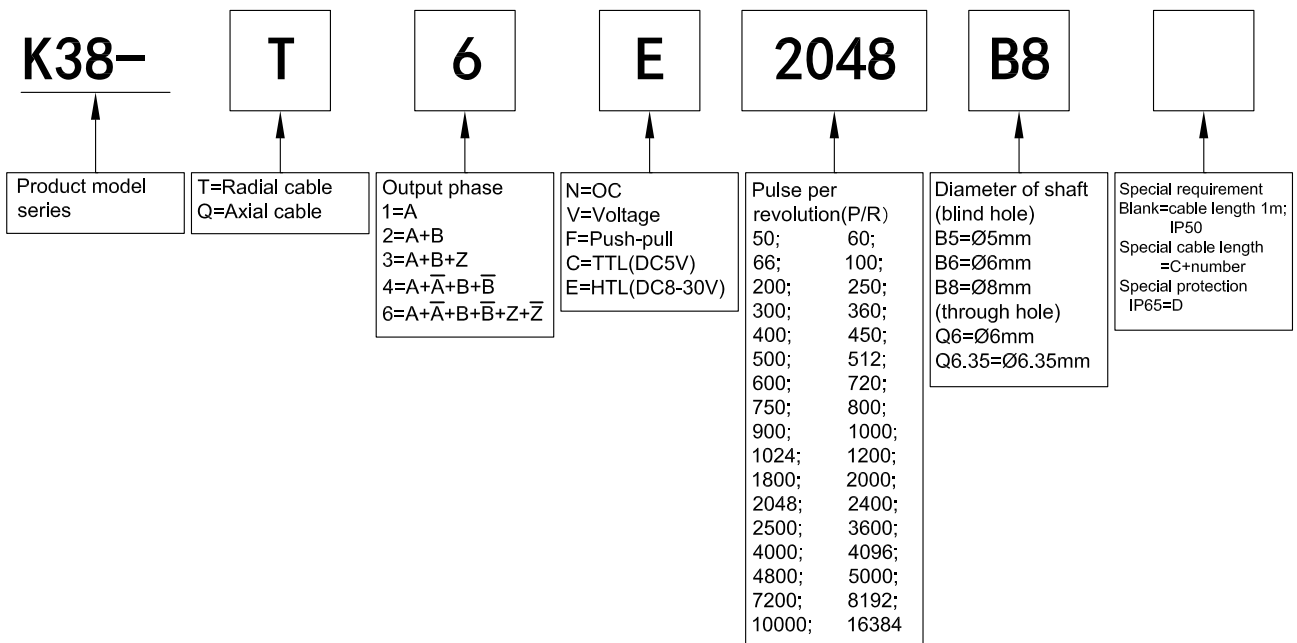 K38-
T
6
E
2048
B8
Product model
series
T=Radial cable
Q=Axial cable
Output phase
1=A
2=A+B
3=A+B+Z
4=A+A̅+B+B̅
6=A+A̅+B+B̅+Z+Z̅
N=OC
V=Voltage
F=Push-pull
C=TTL(DC5V)
E=HTL(DC8-30V)
Pulse per
revolution(P/R)
50; 60;
66; 100;
200; 250;
300; 360;
400; 450;
500; 512;
600; 720;
750; 800;
900; 1000;
1024; 1200;
1800; 2000;
2048; 2400;
2500; 3600;
4000; 4096;
4800; 5000;
7200; 8192;
10000; 16384
Diameter of shaft
(blind hole)
B5=Ø5mm
B6=Ø6mm
B8=Ø8mm
(through hole)
Q6=Ø6mm
Q6.35=Ø6.35mm
Special requirement
Blank=cable length 1m;
IP50
Special cable length
=C+number
Special protection
IP65=D